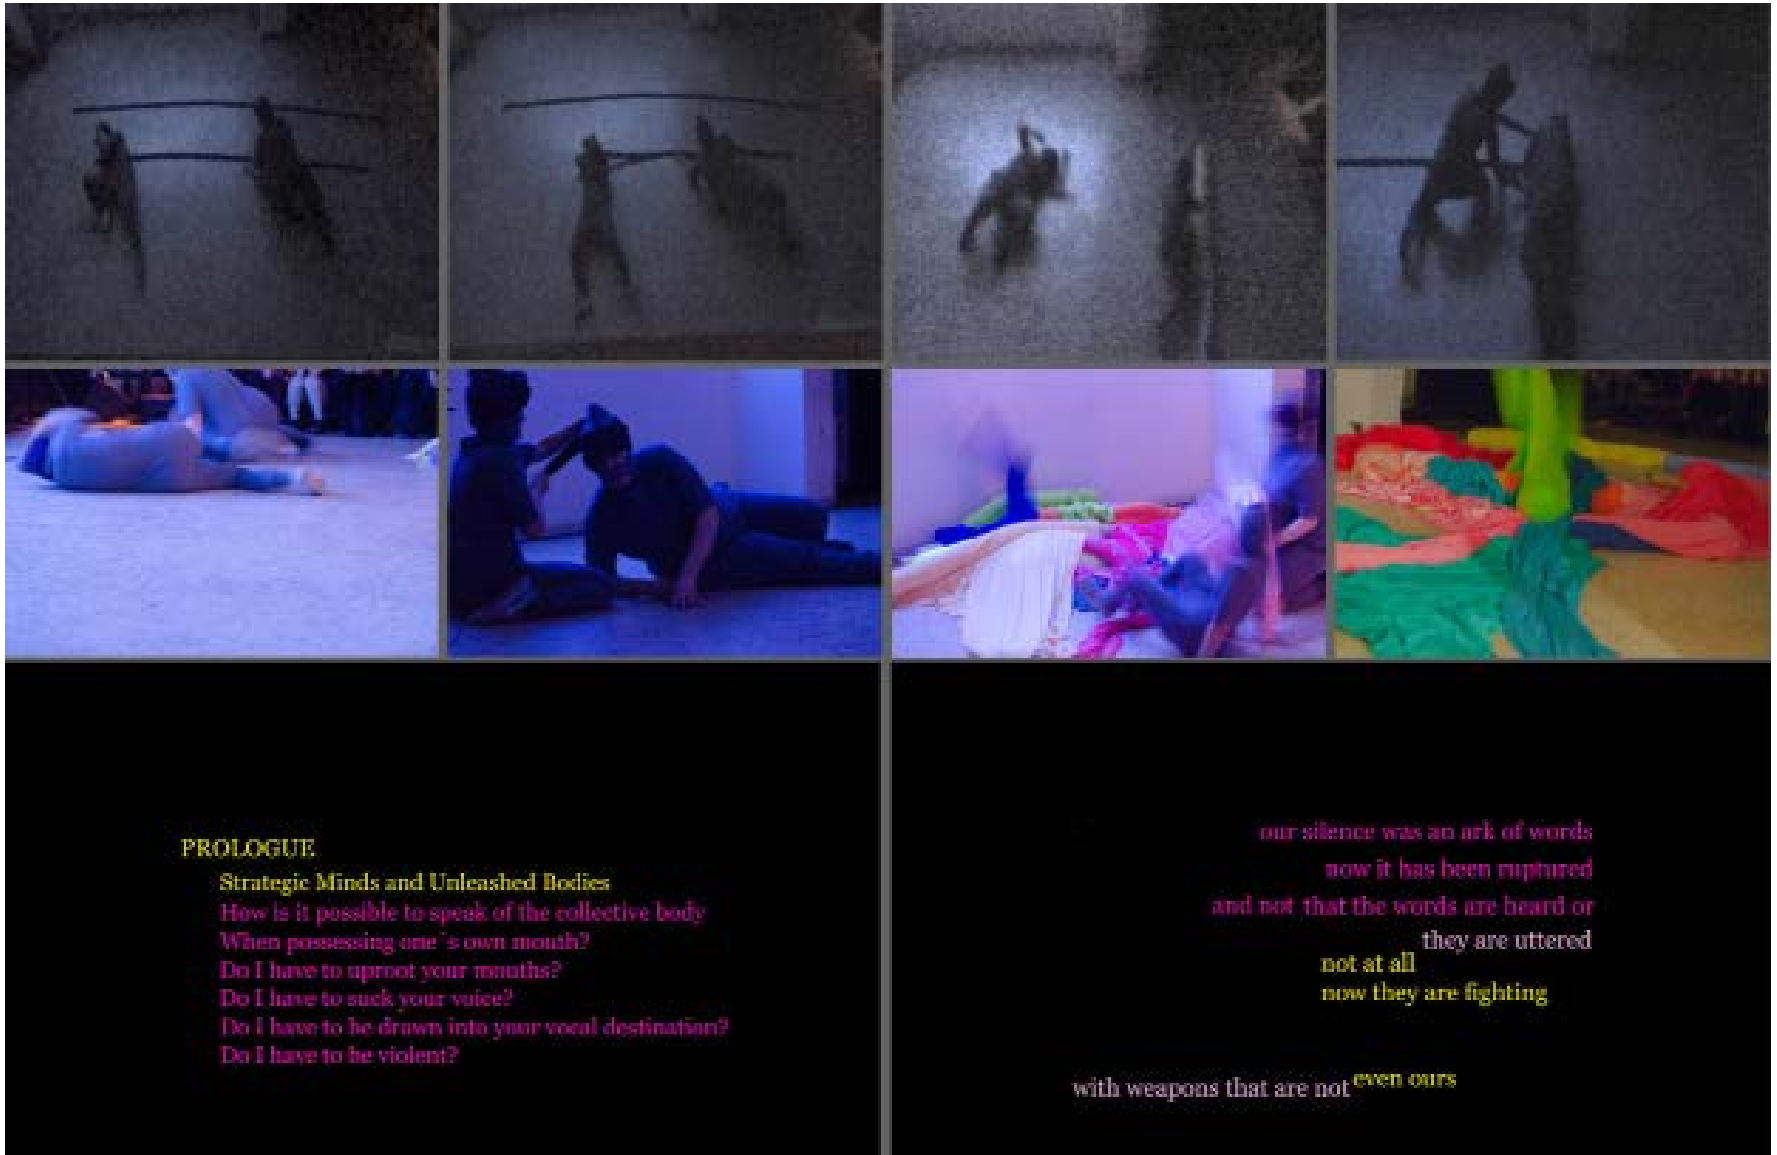 PROLOGUE
Strategic Minds and Unleashed Bodies
How is it possible to speak of the collective body
When possessing one`s own mouth?
Do I have to uproot your mouths?
Do I have to suck your voice?
Do I have to be drawn into your vocal destination?
Do I have to be violent?
our silence was an ark of words
now it has been ruptured
and not that the words are heard or
they are uttered
not at all
now they are fighting
with weapons that are not even ours